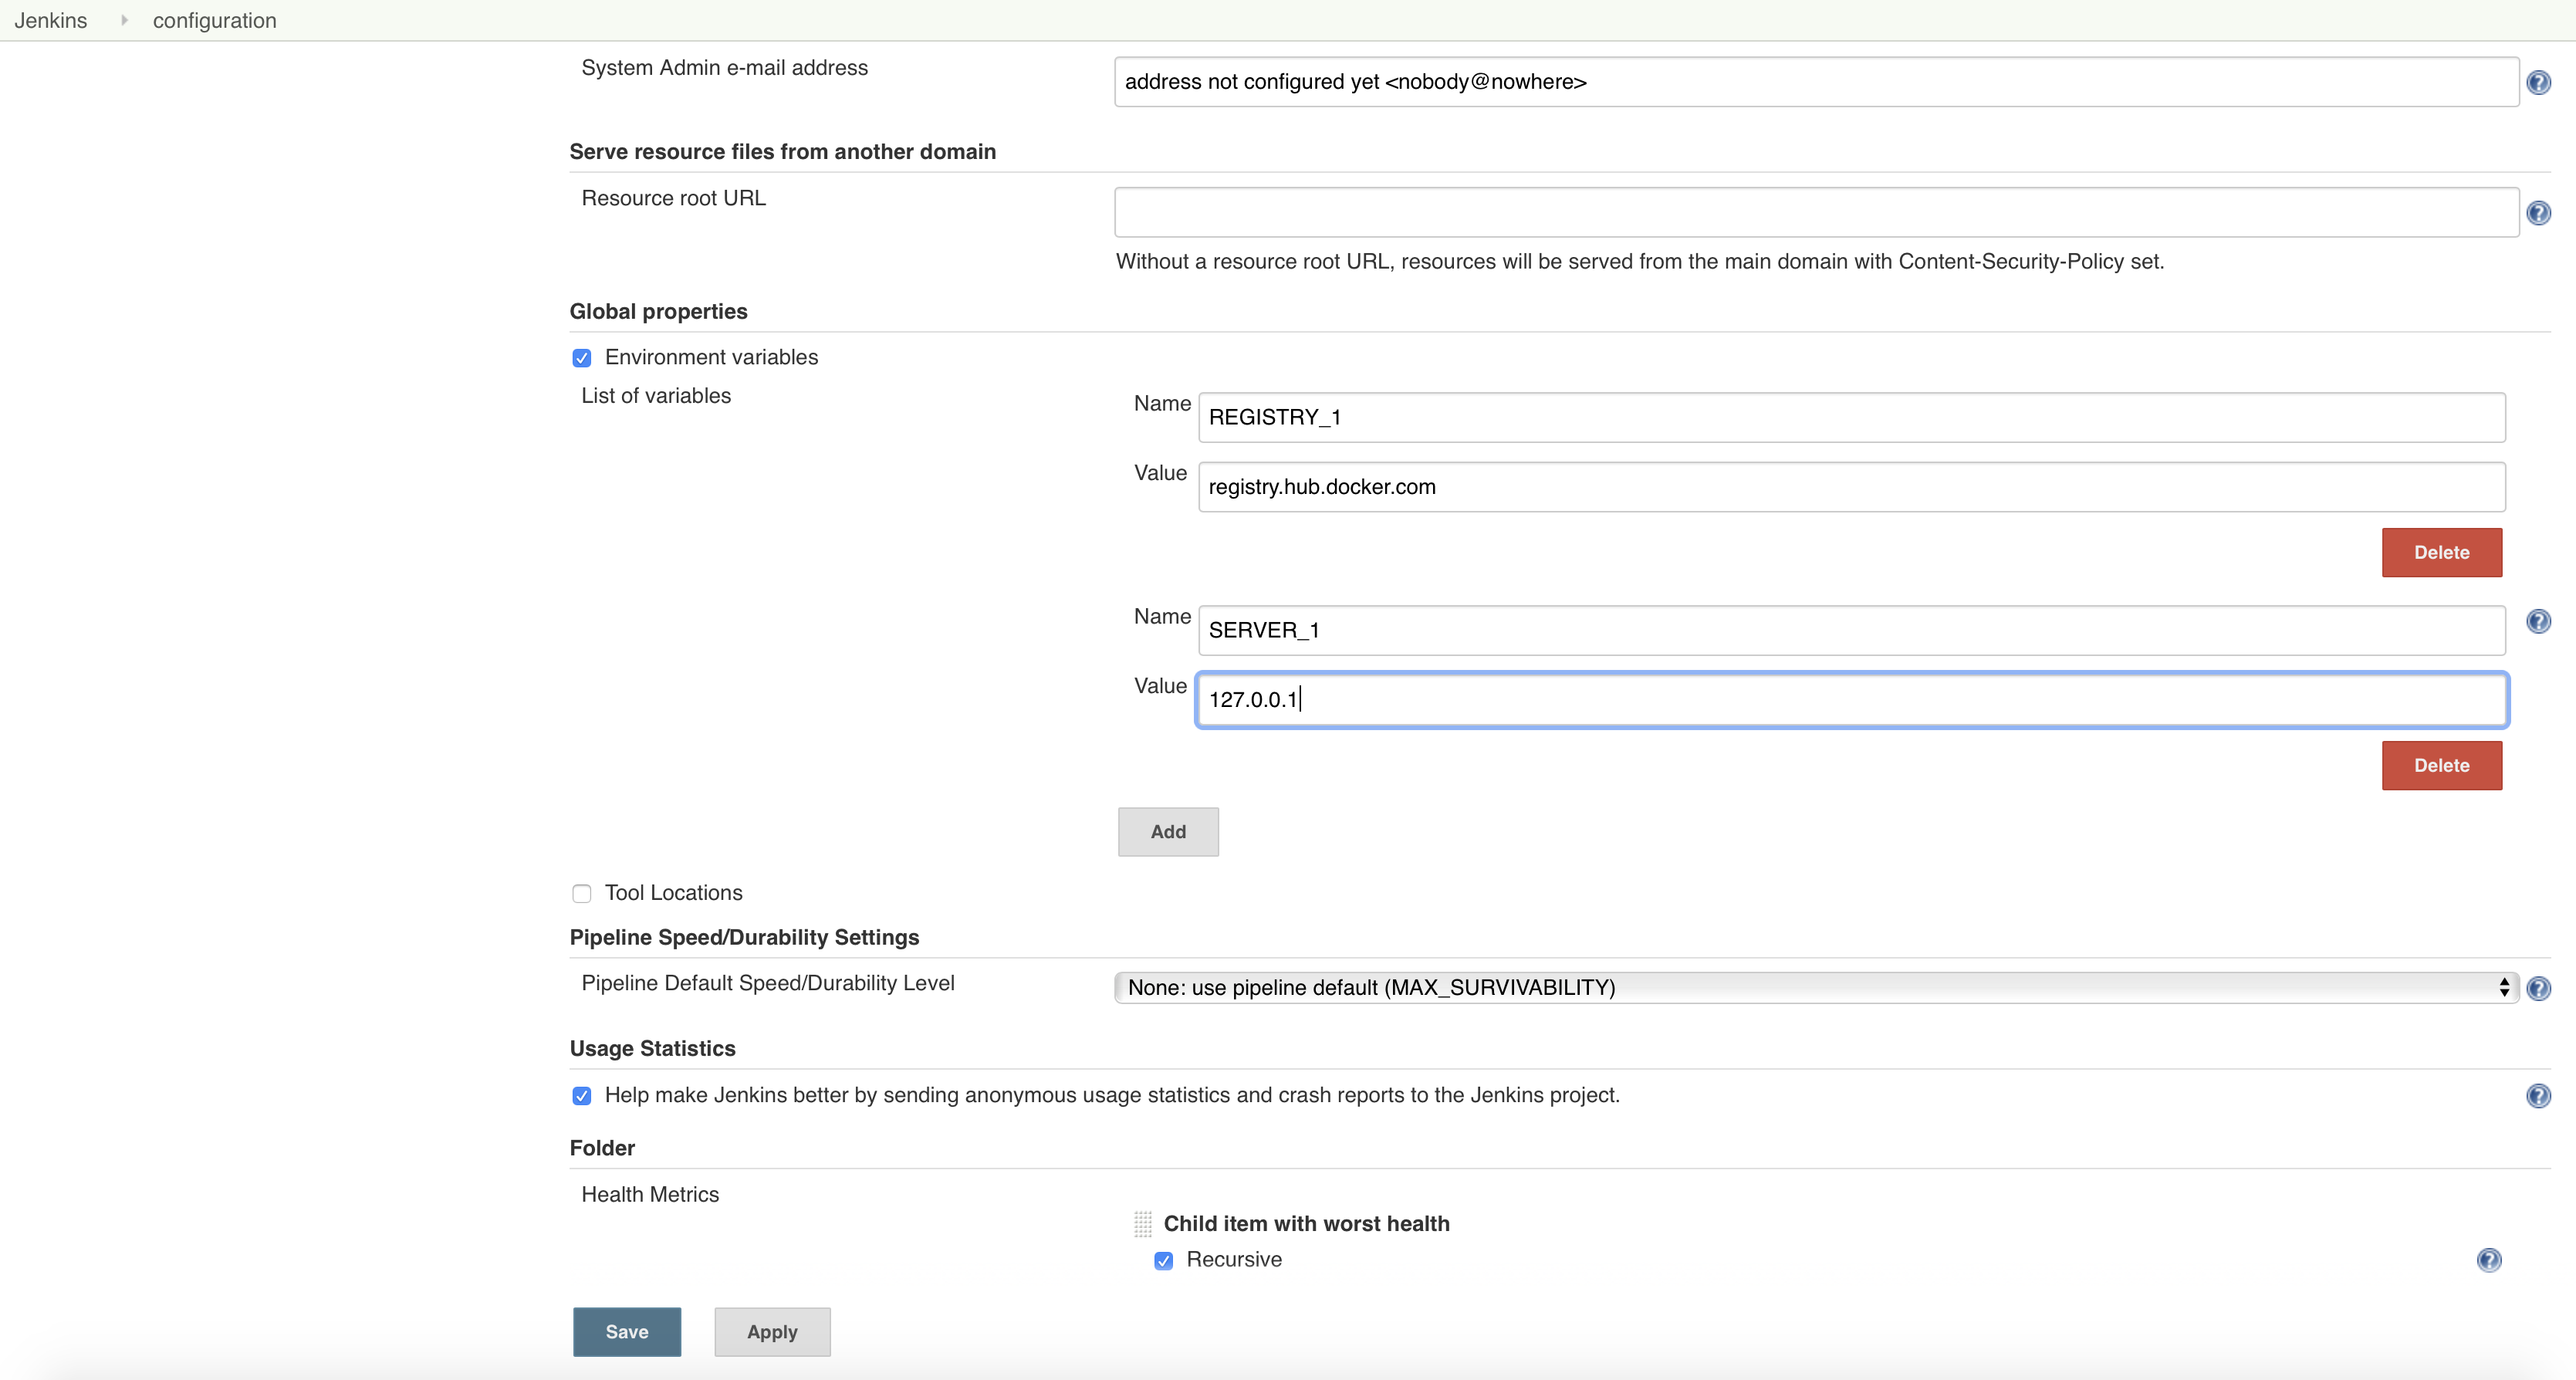 Jenkins configuration
System Admin e-mail address
address not configured yet <nobody@nowhere>
Serve resource files from another domain
Resource root URL
Without a resource root URL, resources will be served from the main domain with Content-Security-Policy set.
Global properties
Environment variables
List of variables
Name REGISTRY_1
Value registry.hub.docker.com
Delete
Name SERVER_1
Value 127.0.0.1
Delete
Add
Tool Locations
Pipeline Speed/Durability Settings
Pipeline Default Speed/Durability Level
None: use pipeline default (MAX_SURVIVABILITY)
Usage Statistics
Help make Jenkins better by sending anonymous usage statistics and crash reports to the Jenkins project.
Folder
Health Metrics
Child item with worst health
Recursive
Save Apply